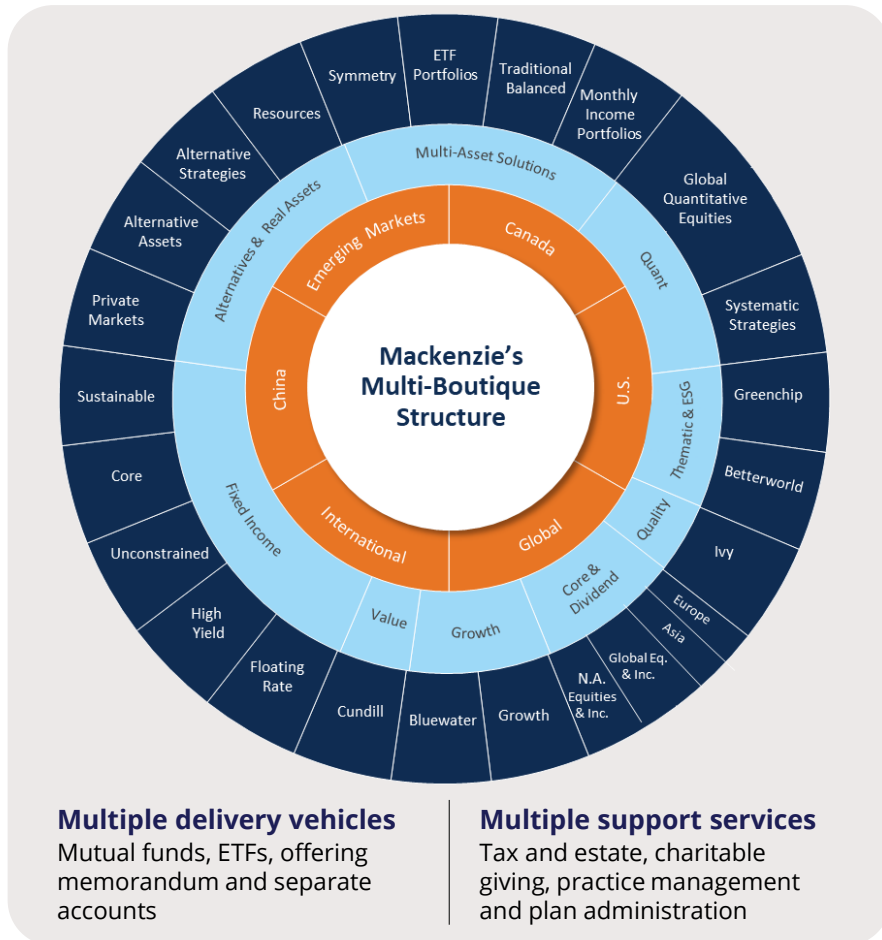 Symmetry
ETF
Portfolios
Traditional
Balanced
Monthly
Income
Portfolios
Global
Quantitative
Equities
Systematic
Strategies
Greenchip
Betterworld
Ivy
Europe
Asia
Global Eq.
& Inc.
N.A.
Equities
& Inc.
Growth
Bluewater
Cundill
Floating
Rate
High
Yield
Unconstrained
Core
Sustainable
Private
Markets
Alternative
Assets
Alternative
Strategies
Resources
Multi-Asset Solutions
Quant
Thematic & ESG
Quality
Core &
Dividend
Growth
Value
Fixed Income
Alternatives & Real Assets
Emerging Markets
Canada
U.S.
Global
International
China
Mackenzie’s
Multi-Boutique
Structure
Multiple delivery vehicles
Mutual funds, ETFs, offering
memorandum and separate
accounts
Multiple support services
Tax and estate, charitable
giving, practice management
and plan administration